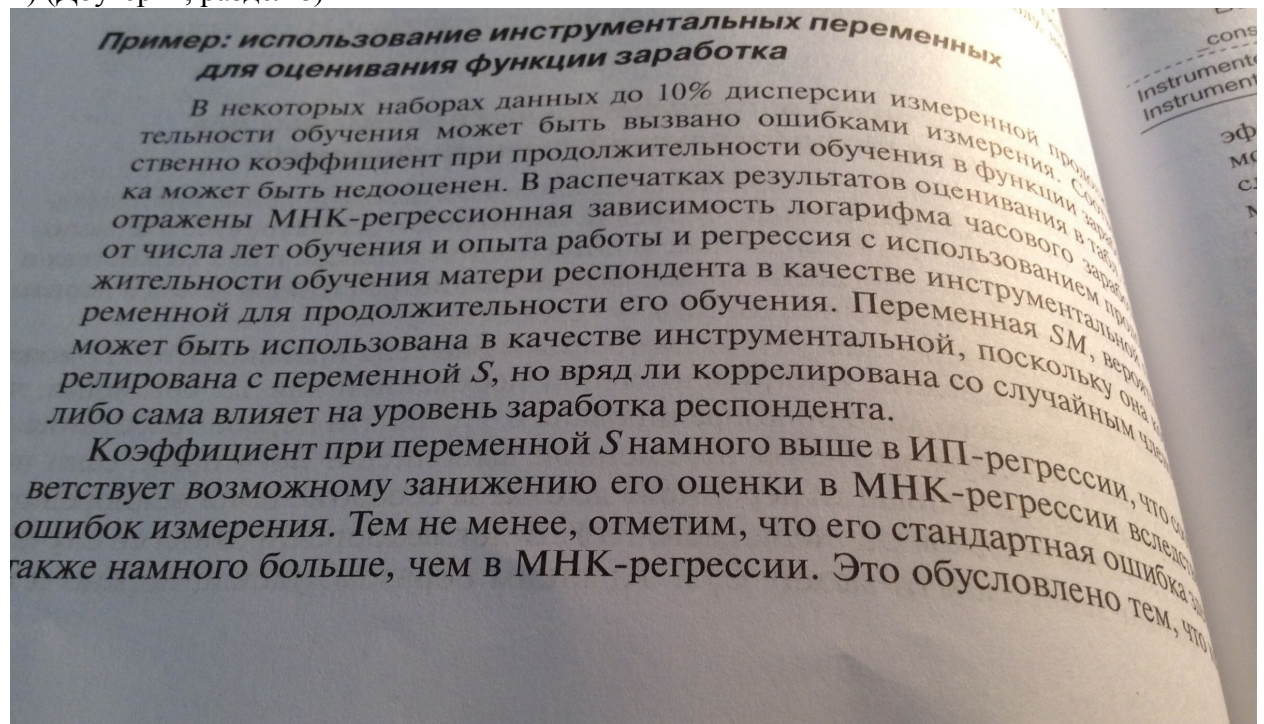 Пример: использование инструментальных переменных
для оценивания функции заработка
В некоторых наборах данных до 10% дисперсии измеренной
тельности обучения может быть вызвано ошибками измерения.
ственно коэффициент при продолжительности обучения в функции
ка может быть недооценен. В распечатках результатов оценивания в
отражены МНК-регрессионная зависимость логарифма часового
от числа лет обучения и опыта работы и регрессия с использованием
жительности обучения матери респондента в качестве инструментальной
ременной для продолжительности его обучения. Переменная SM,
может быть использована в качестве инструментальной, поскольку она
релирована с переменной S, но вряд ли коррелирована со случайным
либо сама влияет на уровень заработка респондента.
Коэффициент при переменной S намного выше в ИП-регрессии, что
ветствует возможному занижению его оценки в МНК-регрессии
ошибок измерения. Тем не менее, отметим, что его стандартная ошибка
также намного больше, чем в МНК-регрессии. Это обусловлено тем, что
_cons
Instrument
Instrument